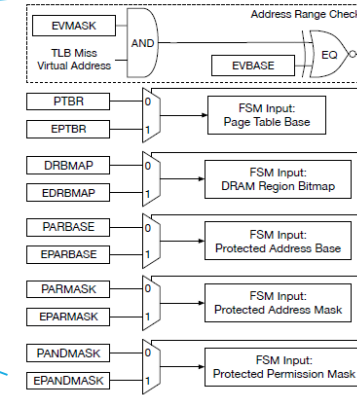 Address Range Check
EVMASK
AND
TLB Miss
Virtual Address
EVBASE
EQ
PTBR
0
EPTBR
1
FSM Input:
Page Table Base
DRBMAP
0
EDRBMAP
1
FSM Input:
DRAM Region Bitmap
PARBASE
0
EPARBASE
1
FSM Input:
Protected Address Base
PARMASK
0
EPARMASK
1
FSM Input:
Protected Address Mask
PANDMASK
0
EPANDMASK
1
FSM Input:
Protected Permission Mask